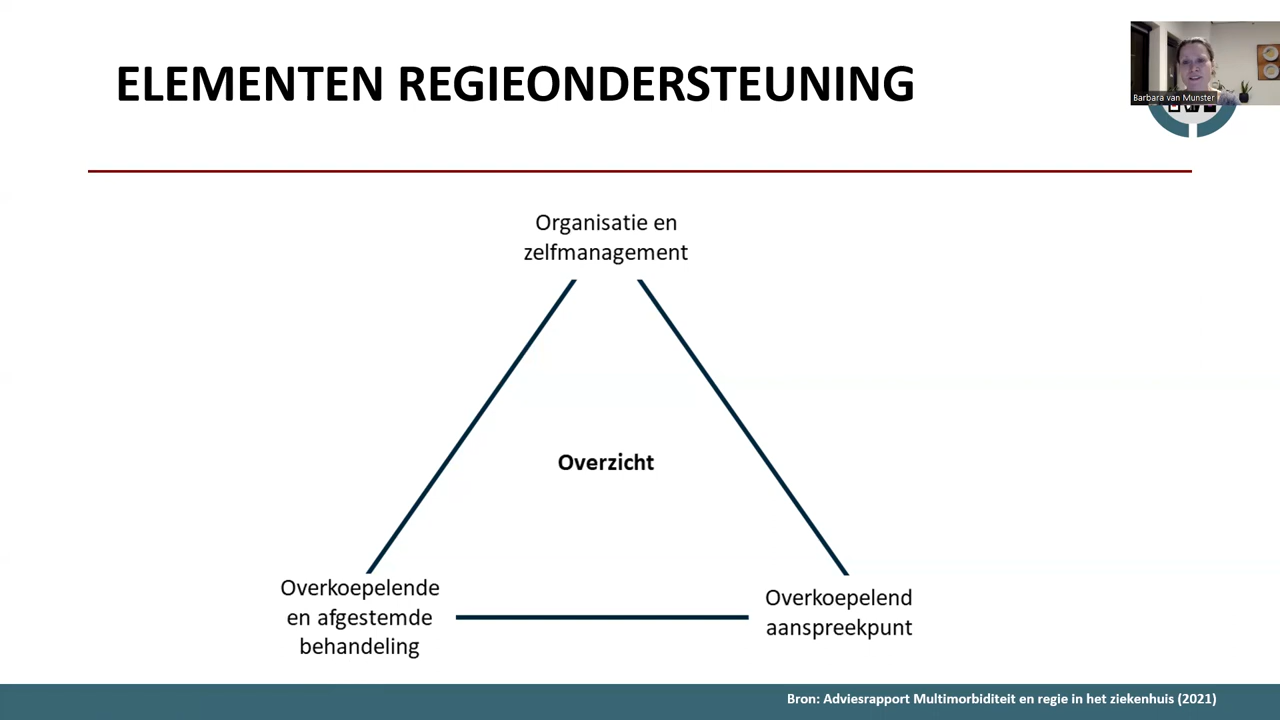 ELEMENTEN REGIEONDERSTEUNING
Barbara van Munster
Organisatie en
zelfmanagement
Overzicht
Overkoepelende
en afgestemde
behandeling
Overkoepelend
aanspreekpunt
Bron: Adviesrapport Multimorbiditeit en regie in het ziekenhuis (2021)